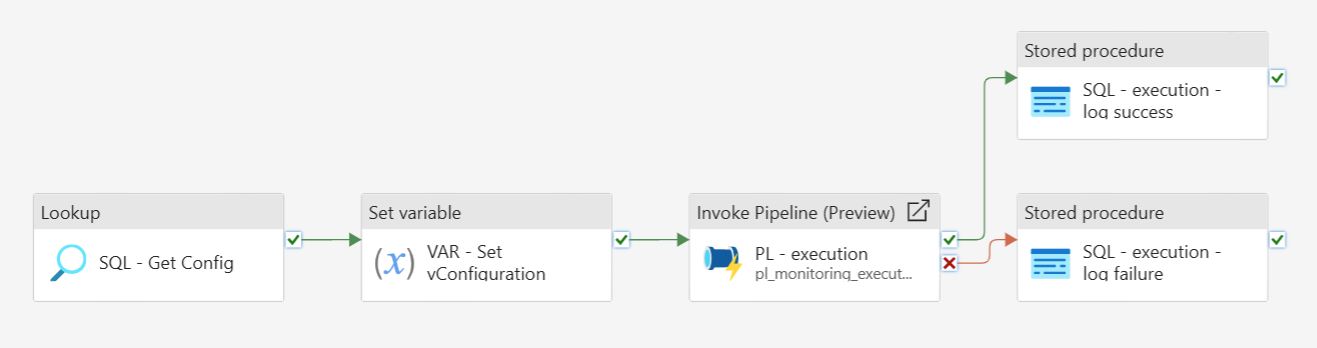 Stored procedure
SQL - execution -
log success
Lookup
SQL - Get Config
Set variable
(x)
VAR - Set
vConfiguration
Invoke Pipeline (Preview)
PL - execution
pl_monitoring_execut...
Stored procedure
SQL - execution -
log failure